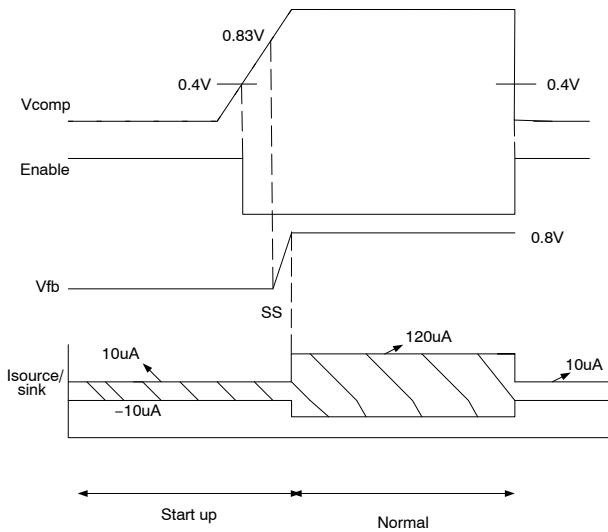 0.83V
0.4V
0.4V
Vcomp
Enable
0.8V
Vfb
SS
120uA
10uA
10uA
Isource/
sink
−10uA
Start up
Normal